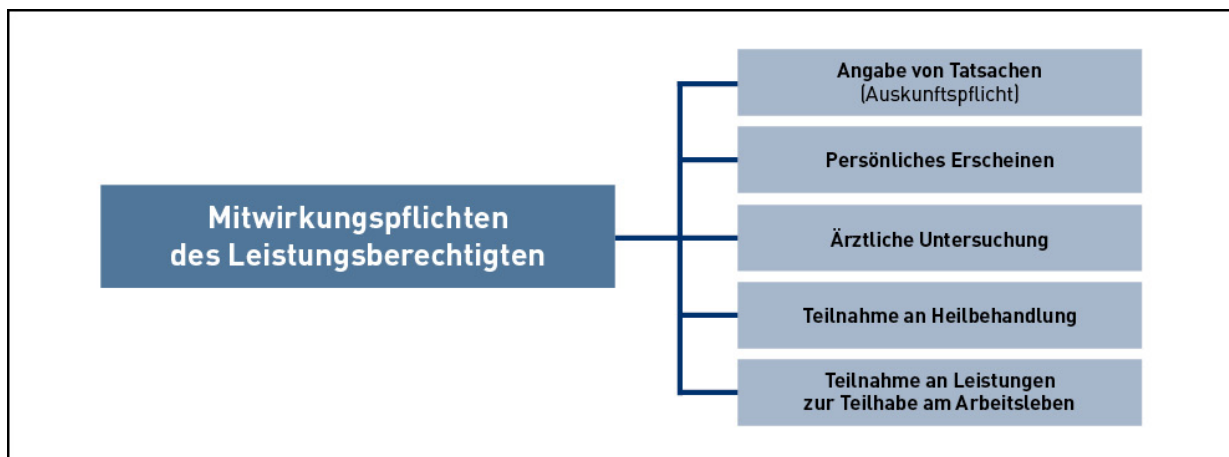 Mitwirkungspflichten
des Leistungsberechtigten
Angabe von Tatsachen
(Auskunftspflicht)
Persönliches Erscheinen
Ärztliche Untersuchung
Teilnahme an Heilbehandlung
Teilnahme an Leistungen
zur Teilhabe am Arbeitsleben